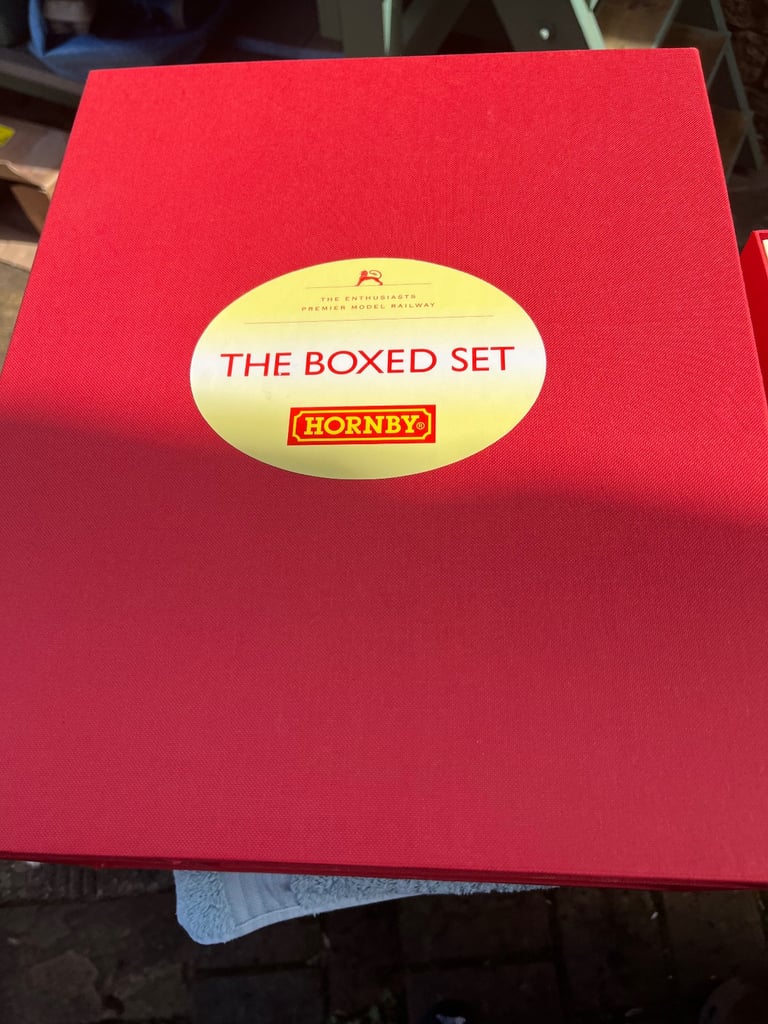 THE ENTHUSIASTS
PREMIER MODEL RAILWAY
THE BOXED SET
HORNBY®